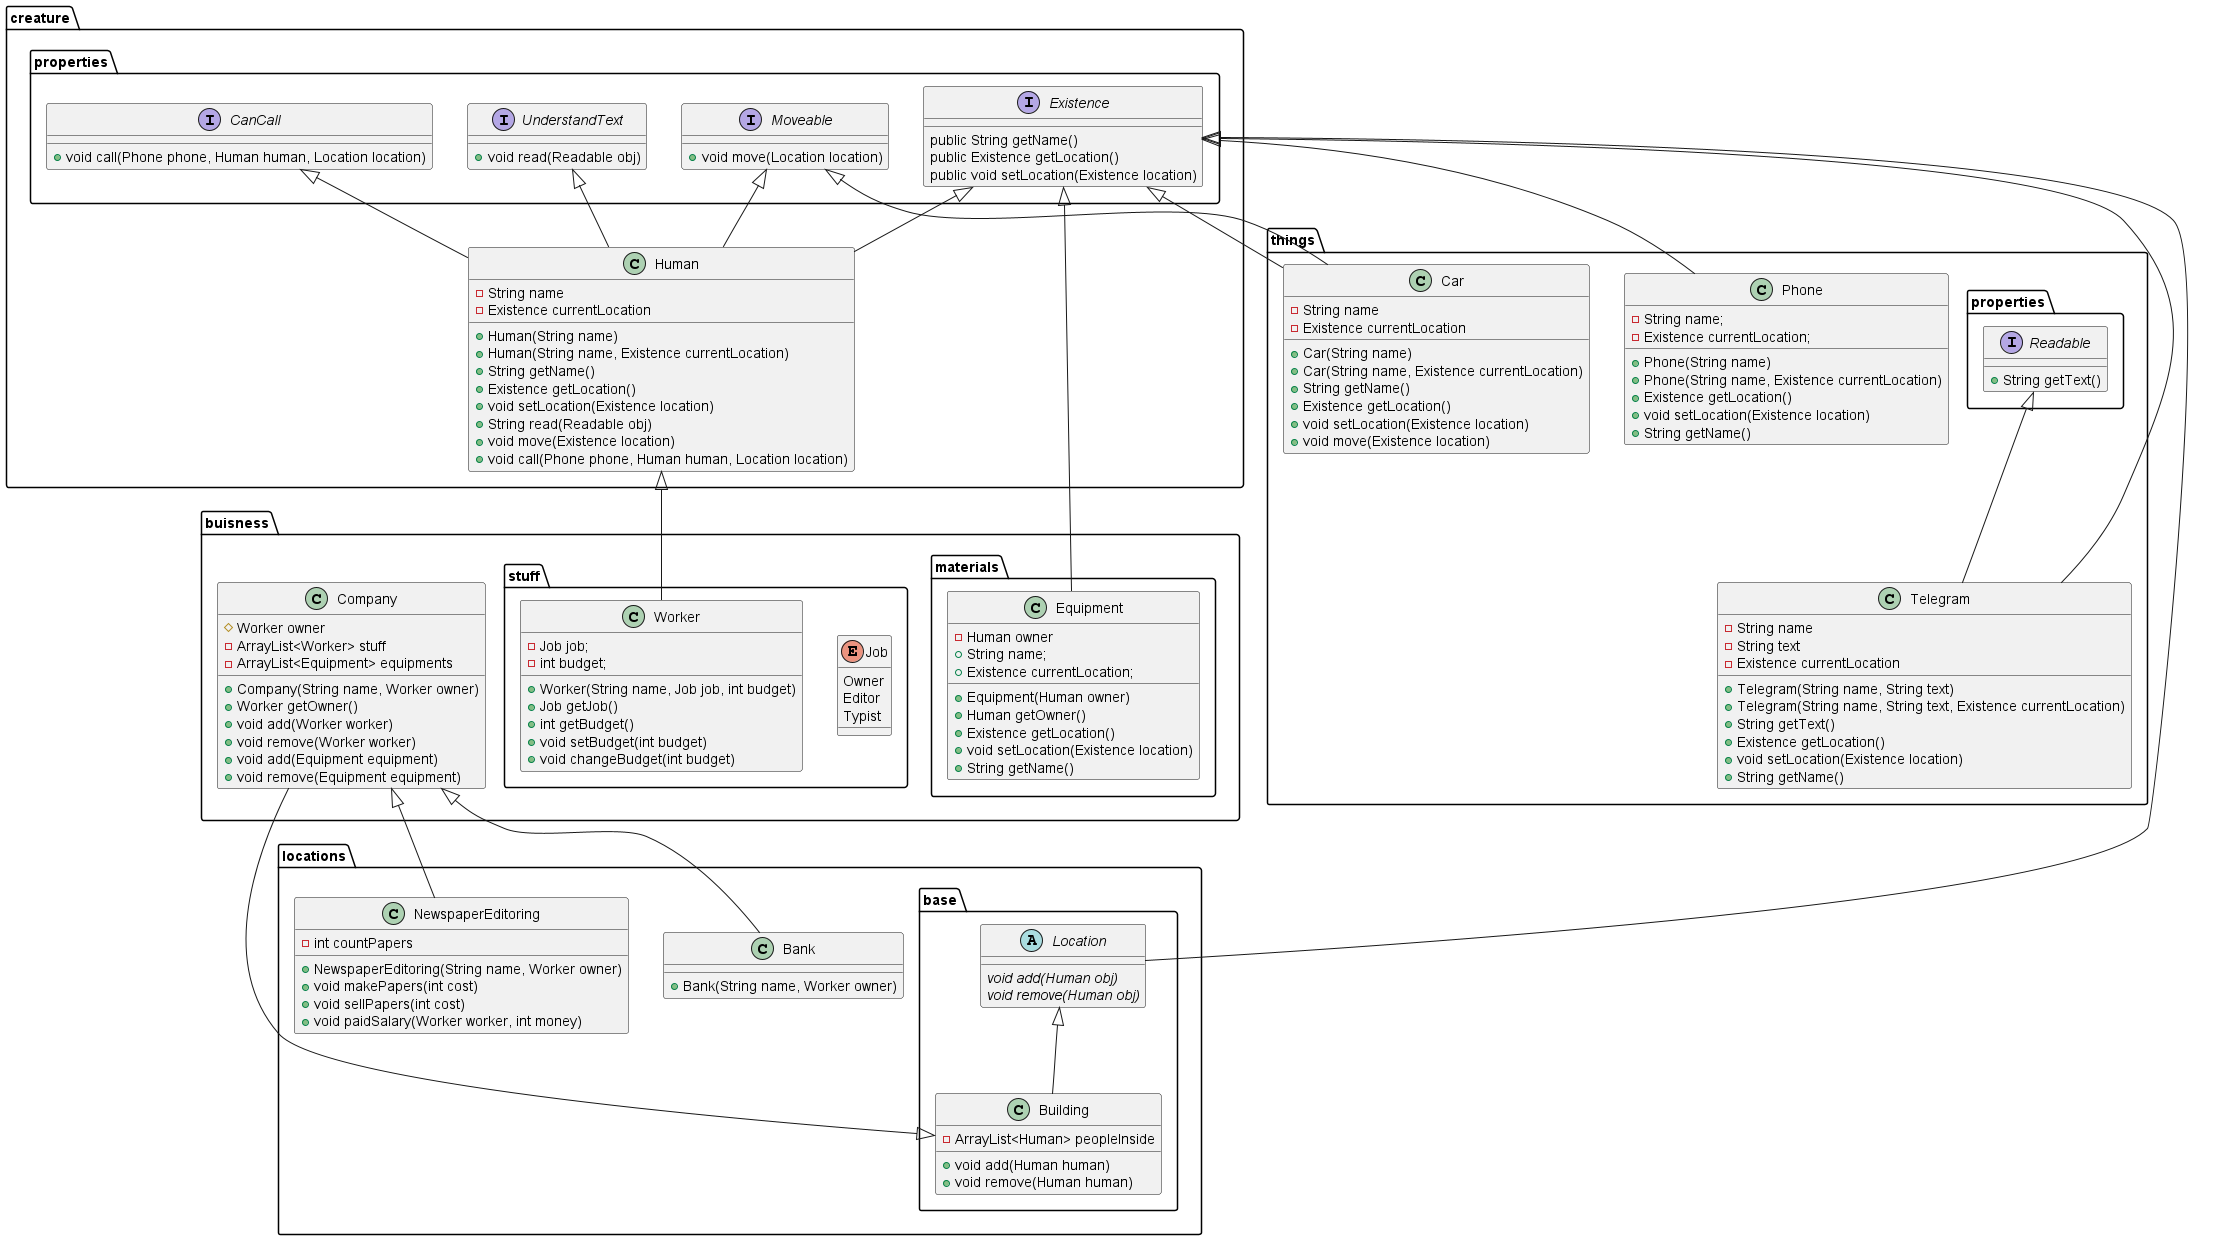 creature
properties
CanCall
void call(Phone phone, Human human, Location location)
UnderstandText
void read(Readable obj)
Moveable
void move(Location location)
Existence
public String getName()
public Existence getLocation()
public void setLocation(Existence location)
Human
String name
Existence currentLocation
Human(String name)
Human(String name, Existence currentLocation)
String getName()
Existence getLocation()
void setLocation(Existence location)
String read(Readable obj)
void move(Existence location)
void call(Phone phone, Human human, Location location)
things
Car
String name
Existence currentLocation
Car(String name)
Car(String name, Existence currentLocation)
String getName()
Existence getLocation()
void setLocation(Existence location)
void move(Existence location)
Phone
String name;
Existence currentLocation;
Phone(String name)
Phone(String name, Existence currentLocation)
Existence getLocation()
void setLocation(Existence location)
String getName()
properties
Readable
String getText()
Telegram
String name
String text
Existence currentLocation
Telegram(String name, String text)
Telegram(String name, String text, Existence currentLocation)
String getText()
Existence getLocation()
void setLocation(Existence location)
String getName()
buisness
Company
Worker owner
ArrayList<Worker> stuff
ArrayList<Equipment> equipments
Company(String name, Worker owner)
Worker getOwner()
void add(Worker worker)
void remove(Worker worker)
void add(Equipment equipment)
void remove(Equipment equipment)
stuff
Worker
Job job;
int budget;
Worker(String name, Job job, int budget)
Job getJob()
int getBudget()
void setBudget(int budget)
void changeBudget(int budget)
Job
Owner
Editor
Typist
materials
Equipment
Human owner
String name;
Existence currentLocation;
Equipment(Human owner)
Human getOwner()
Existence getLocation()
void setLocation(Existence location)
String getName()
locations
NewspaperEditoring
int countPapers
NewspaperEditoring(String name, Worker owner)
void makePapers(int cost)
void sellPapers(int cost)
void paidSalary(Worker worker, int money)
Bank
Bank(String name, Worker owner)
base
Location
void add(Human obj)
void remove(Human obj)
Building
ArrayList<Human> peopleInside
void add(Human human)
void remove(Human human)